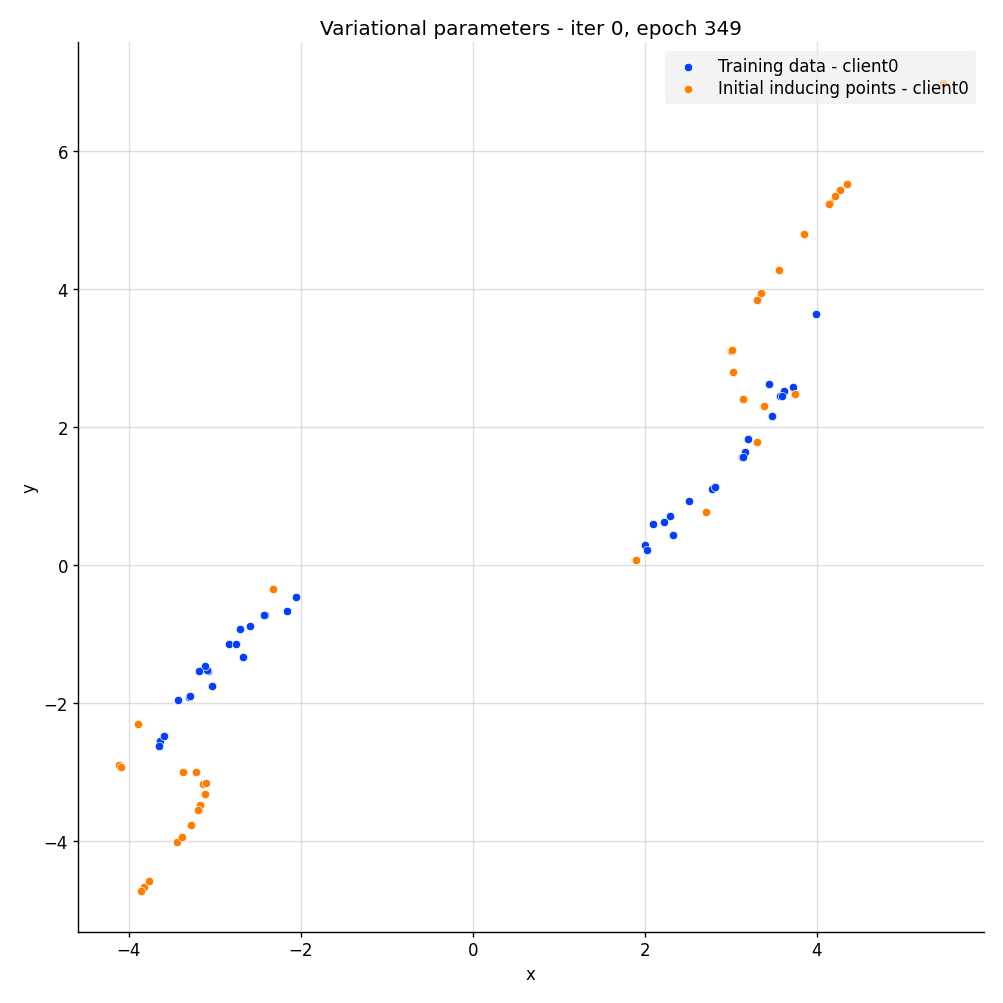 Variational parameters - iter 0, epoch 349
Training data - client0
Initial inducing points - client0
6
4
2
0
−2
−4
y
−4
−2
0
2
4
x